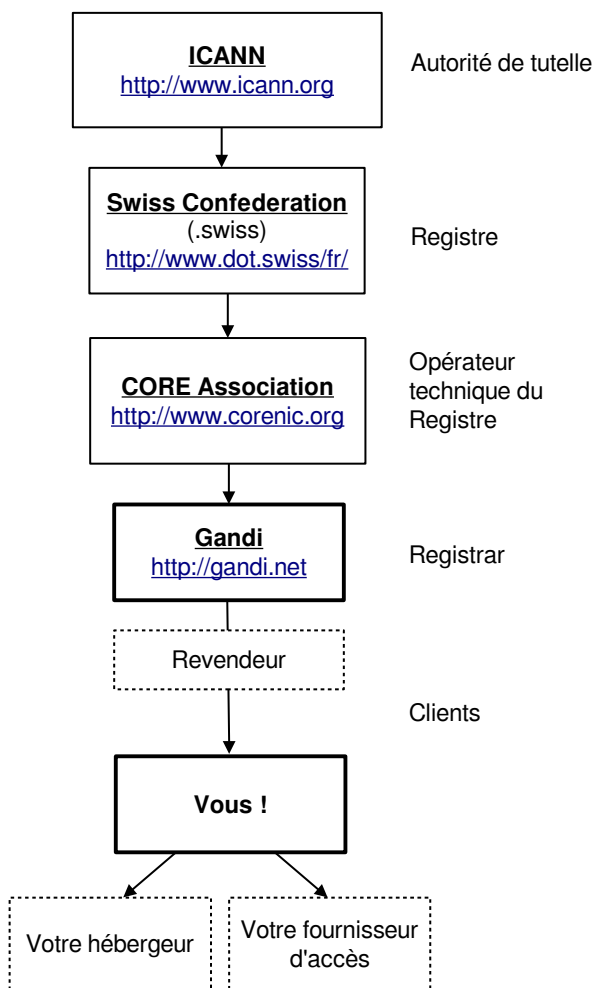 ICANN
http://www.icann.org
Autorité de tutelle
Swiss Confederation
(.swiss)
http://www.dot.swiss/fr/
Registre
CORE Association
http://www.corenic.org
Opérateur
technique du
Registre
Gandi
http://gandi.net
Registrar
Revendeur
Clients
Vous !
Votre hébergeur
Votre fournisseur
d'accès